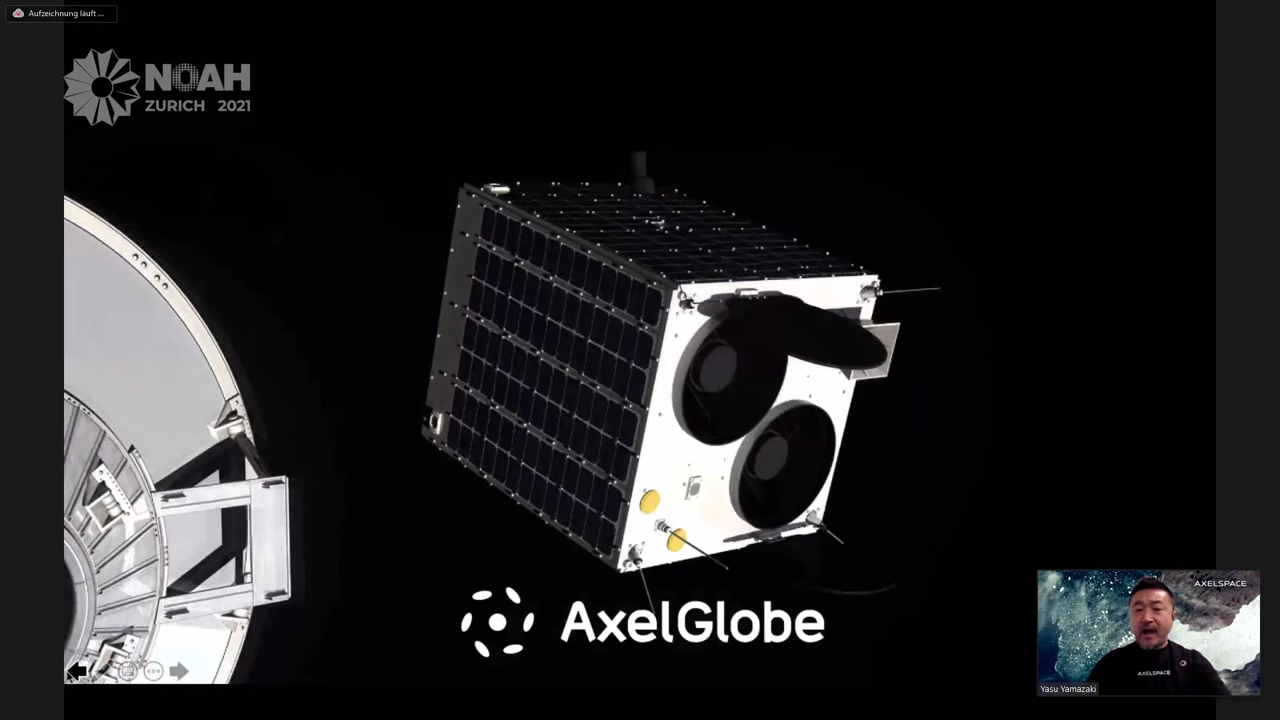 Aufzeichnung läuft ...
NOAH
ZURICH 2021
AxelGlobe
AXELSPACE
AXELSPACE
Yasu Yamazaki